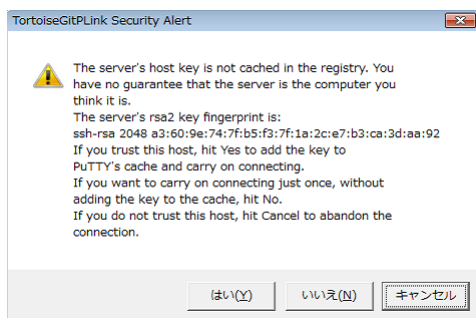 TortoiseGitPLink Security Alert
The server's host key is not cached in the registry. You
have no guarantee that the server is the computer you
think it is.
The server's rsa2 key fingerprint is:
ssh-rsa 2048 a3:60:9e:74:7f:b5:f3:7f:1a:2c:e7:b3:ca:3d:aa:92
If you trust this host, hit Yes to add the key to
PuTTY's cache and carry on connecting.
If you want to carry on connecting just once, without
adding the key to the cache, hit No.
If you do not trust this host, hit Cancel to abandon the
connection.
はい(Y) いいえ(N) キャンセル